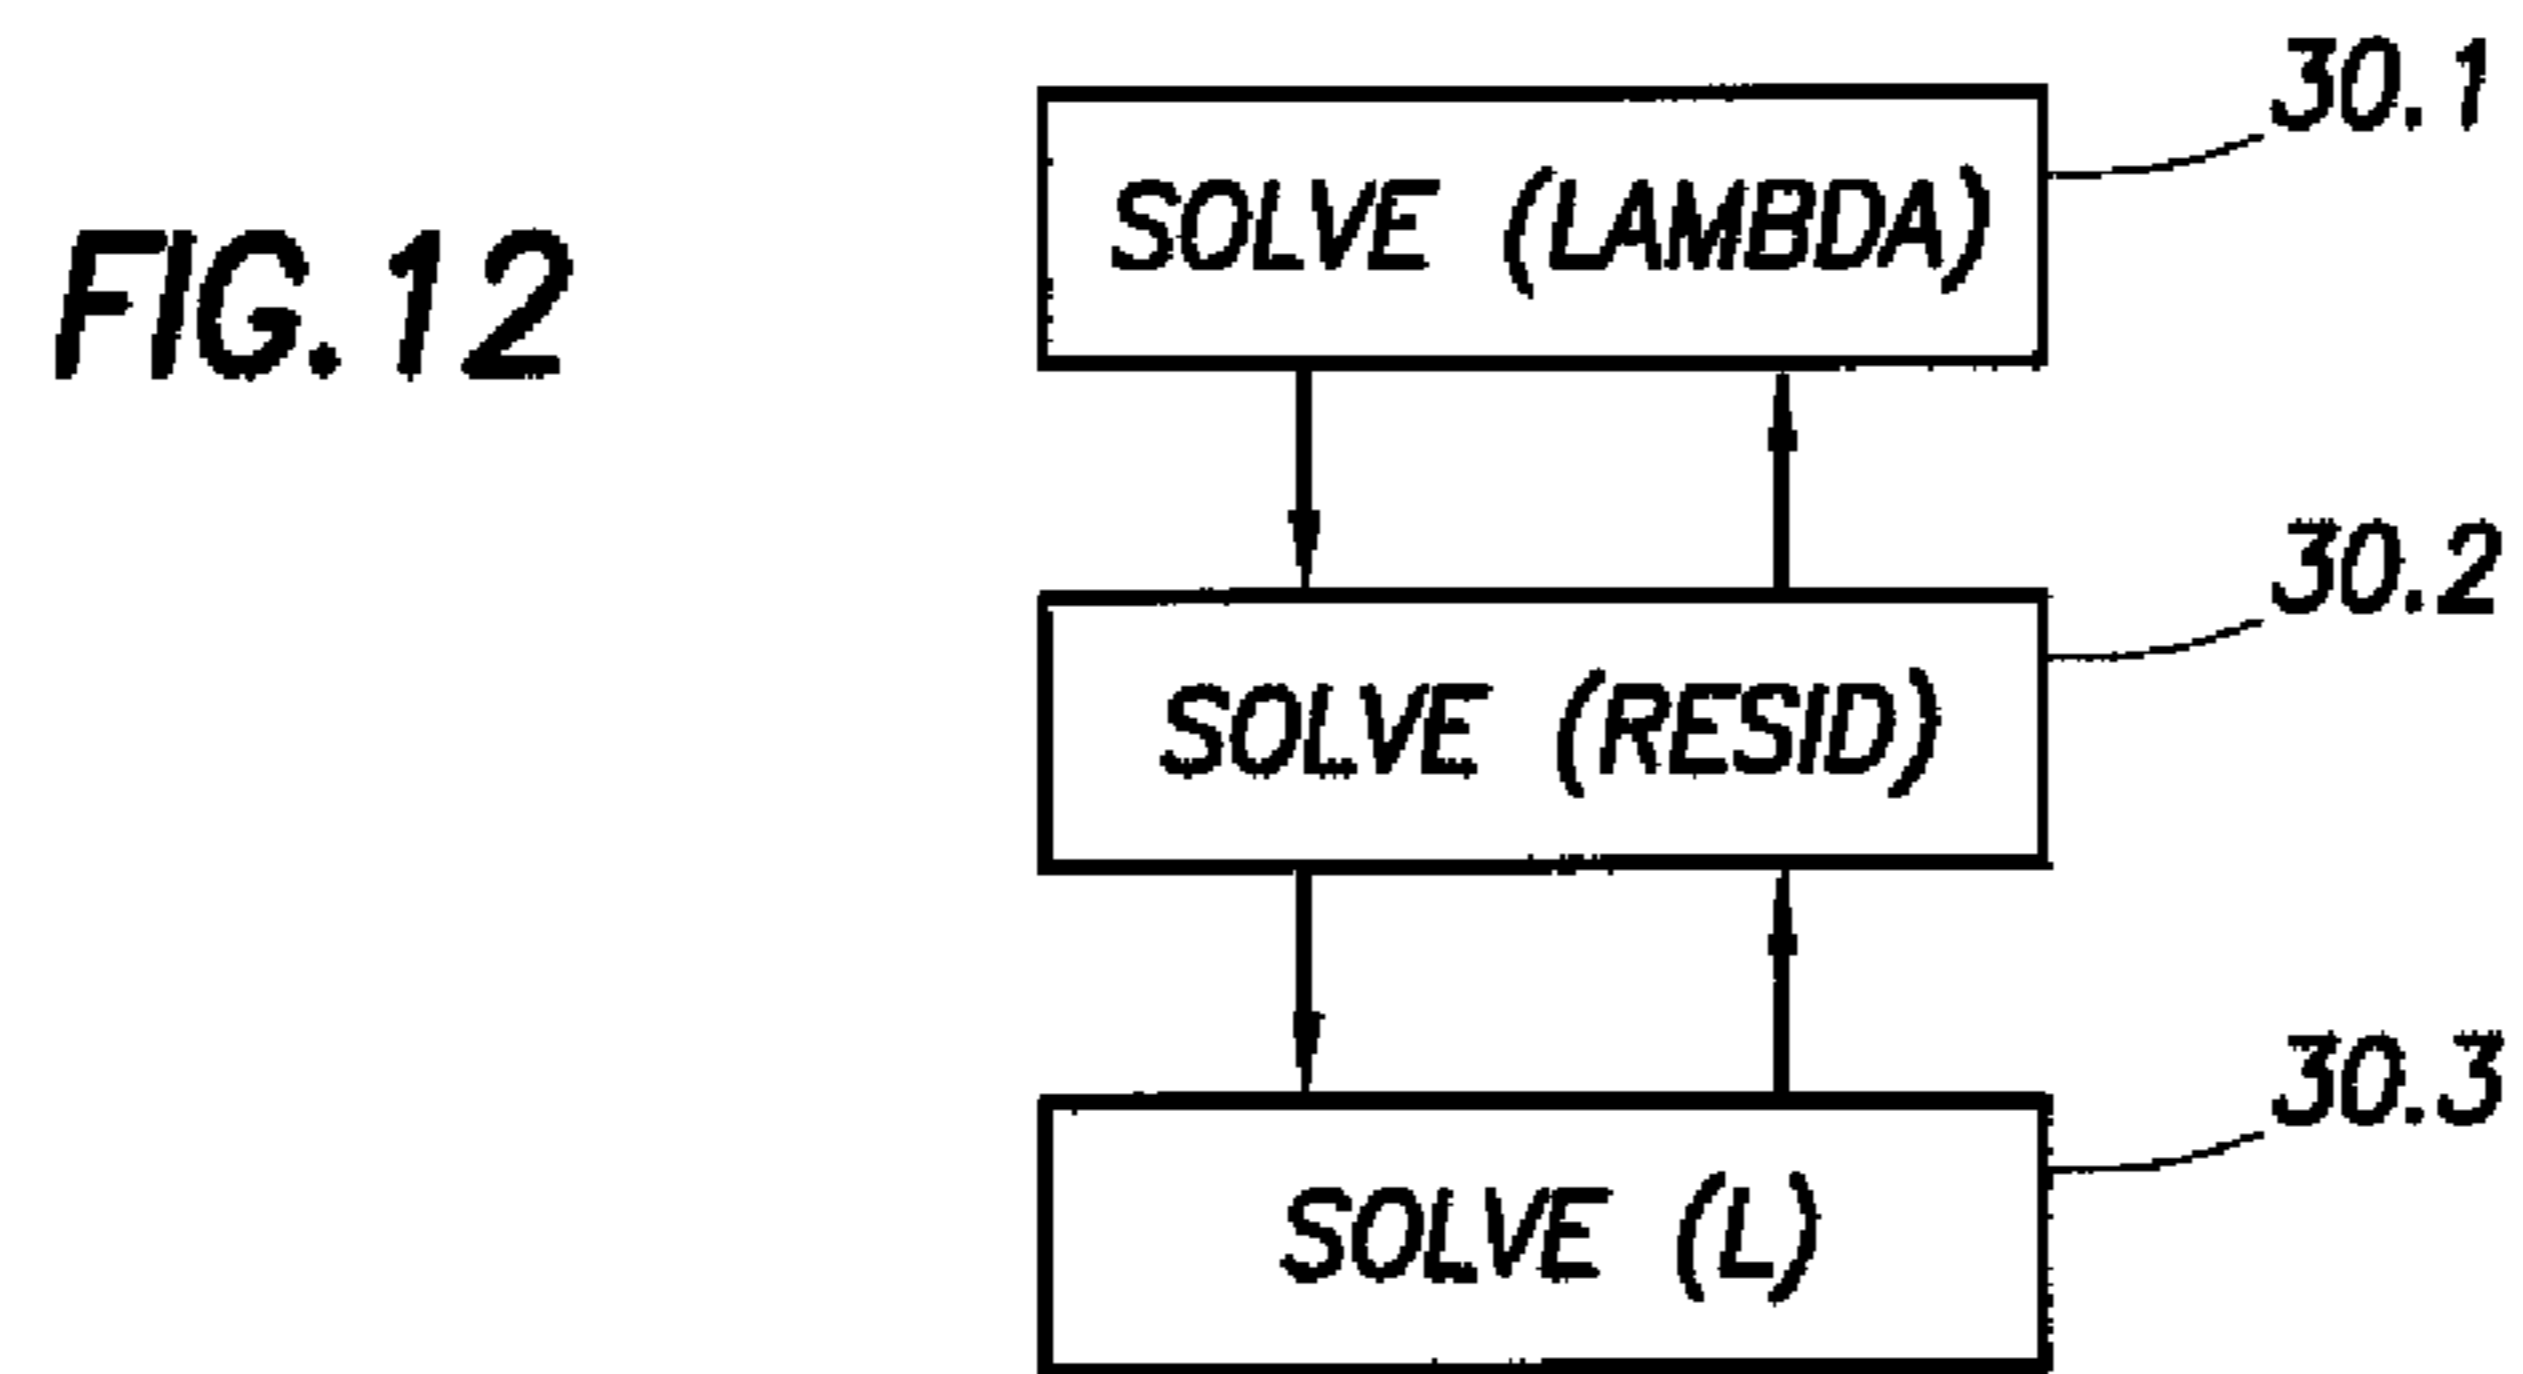 FIG.12
SOLVE (LAMBDA)
30.1
SOLVE (RESID)
30.2
SOLVE (L)
30.3